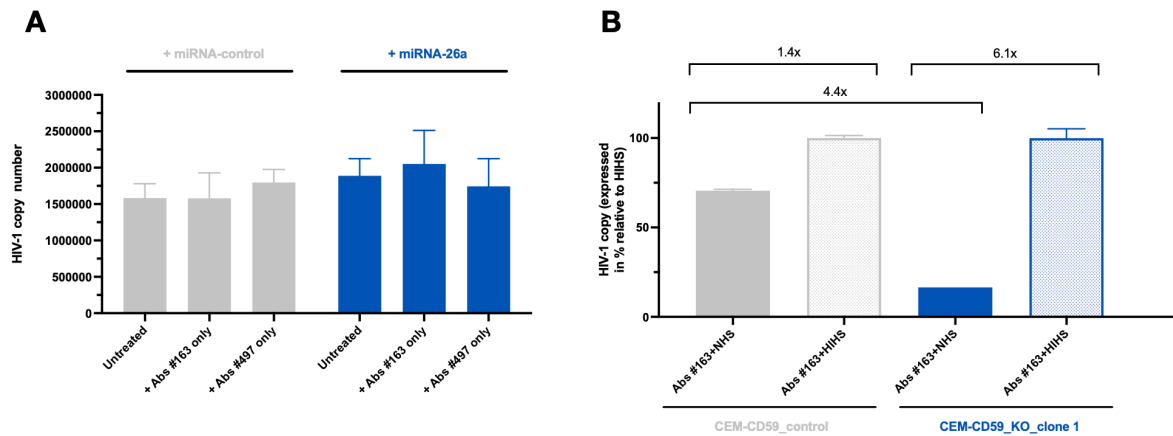 A
+ miRNA-control
+ miRNA-26a
HIV-1 copy number
3000000
2500000
2000000
1500000
1000000
500000
0
Untreated
+ Abs #163 only
+ Abs #497 only
Untreated
+ Abs #163 only
+ Abs #497 only
B
1.4x
6.1x
4.4x
HIV-1 copy (expressed
in % relative to HIHS)
100
50
0
Abs #163+NHS
Abs #163+HIHS
Abs #163+NHS
Abs #163+HIHS
CEM-CD59_control
CEM-CD59_KO_clone 1